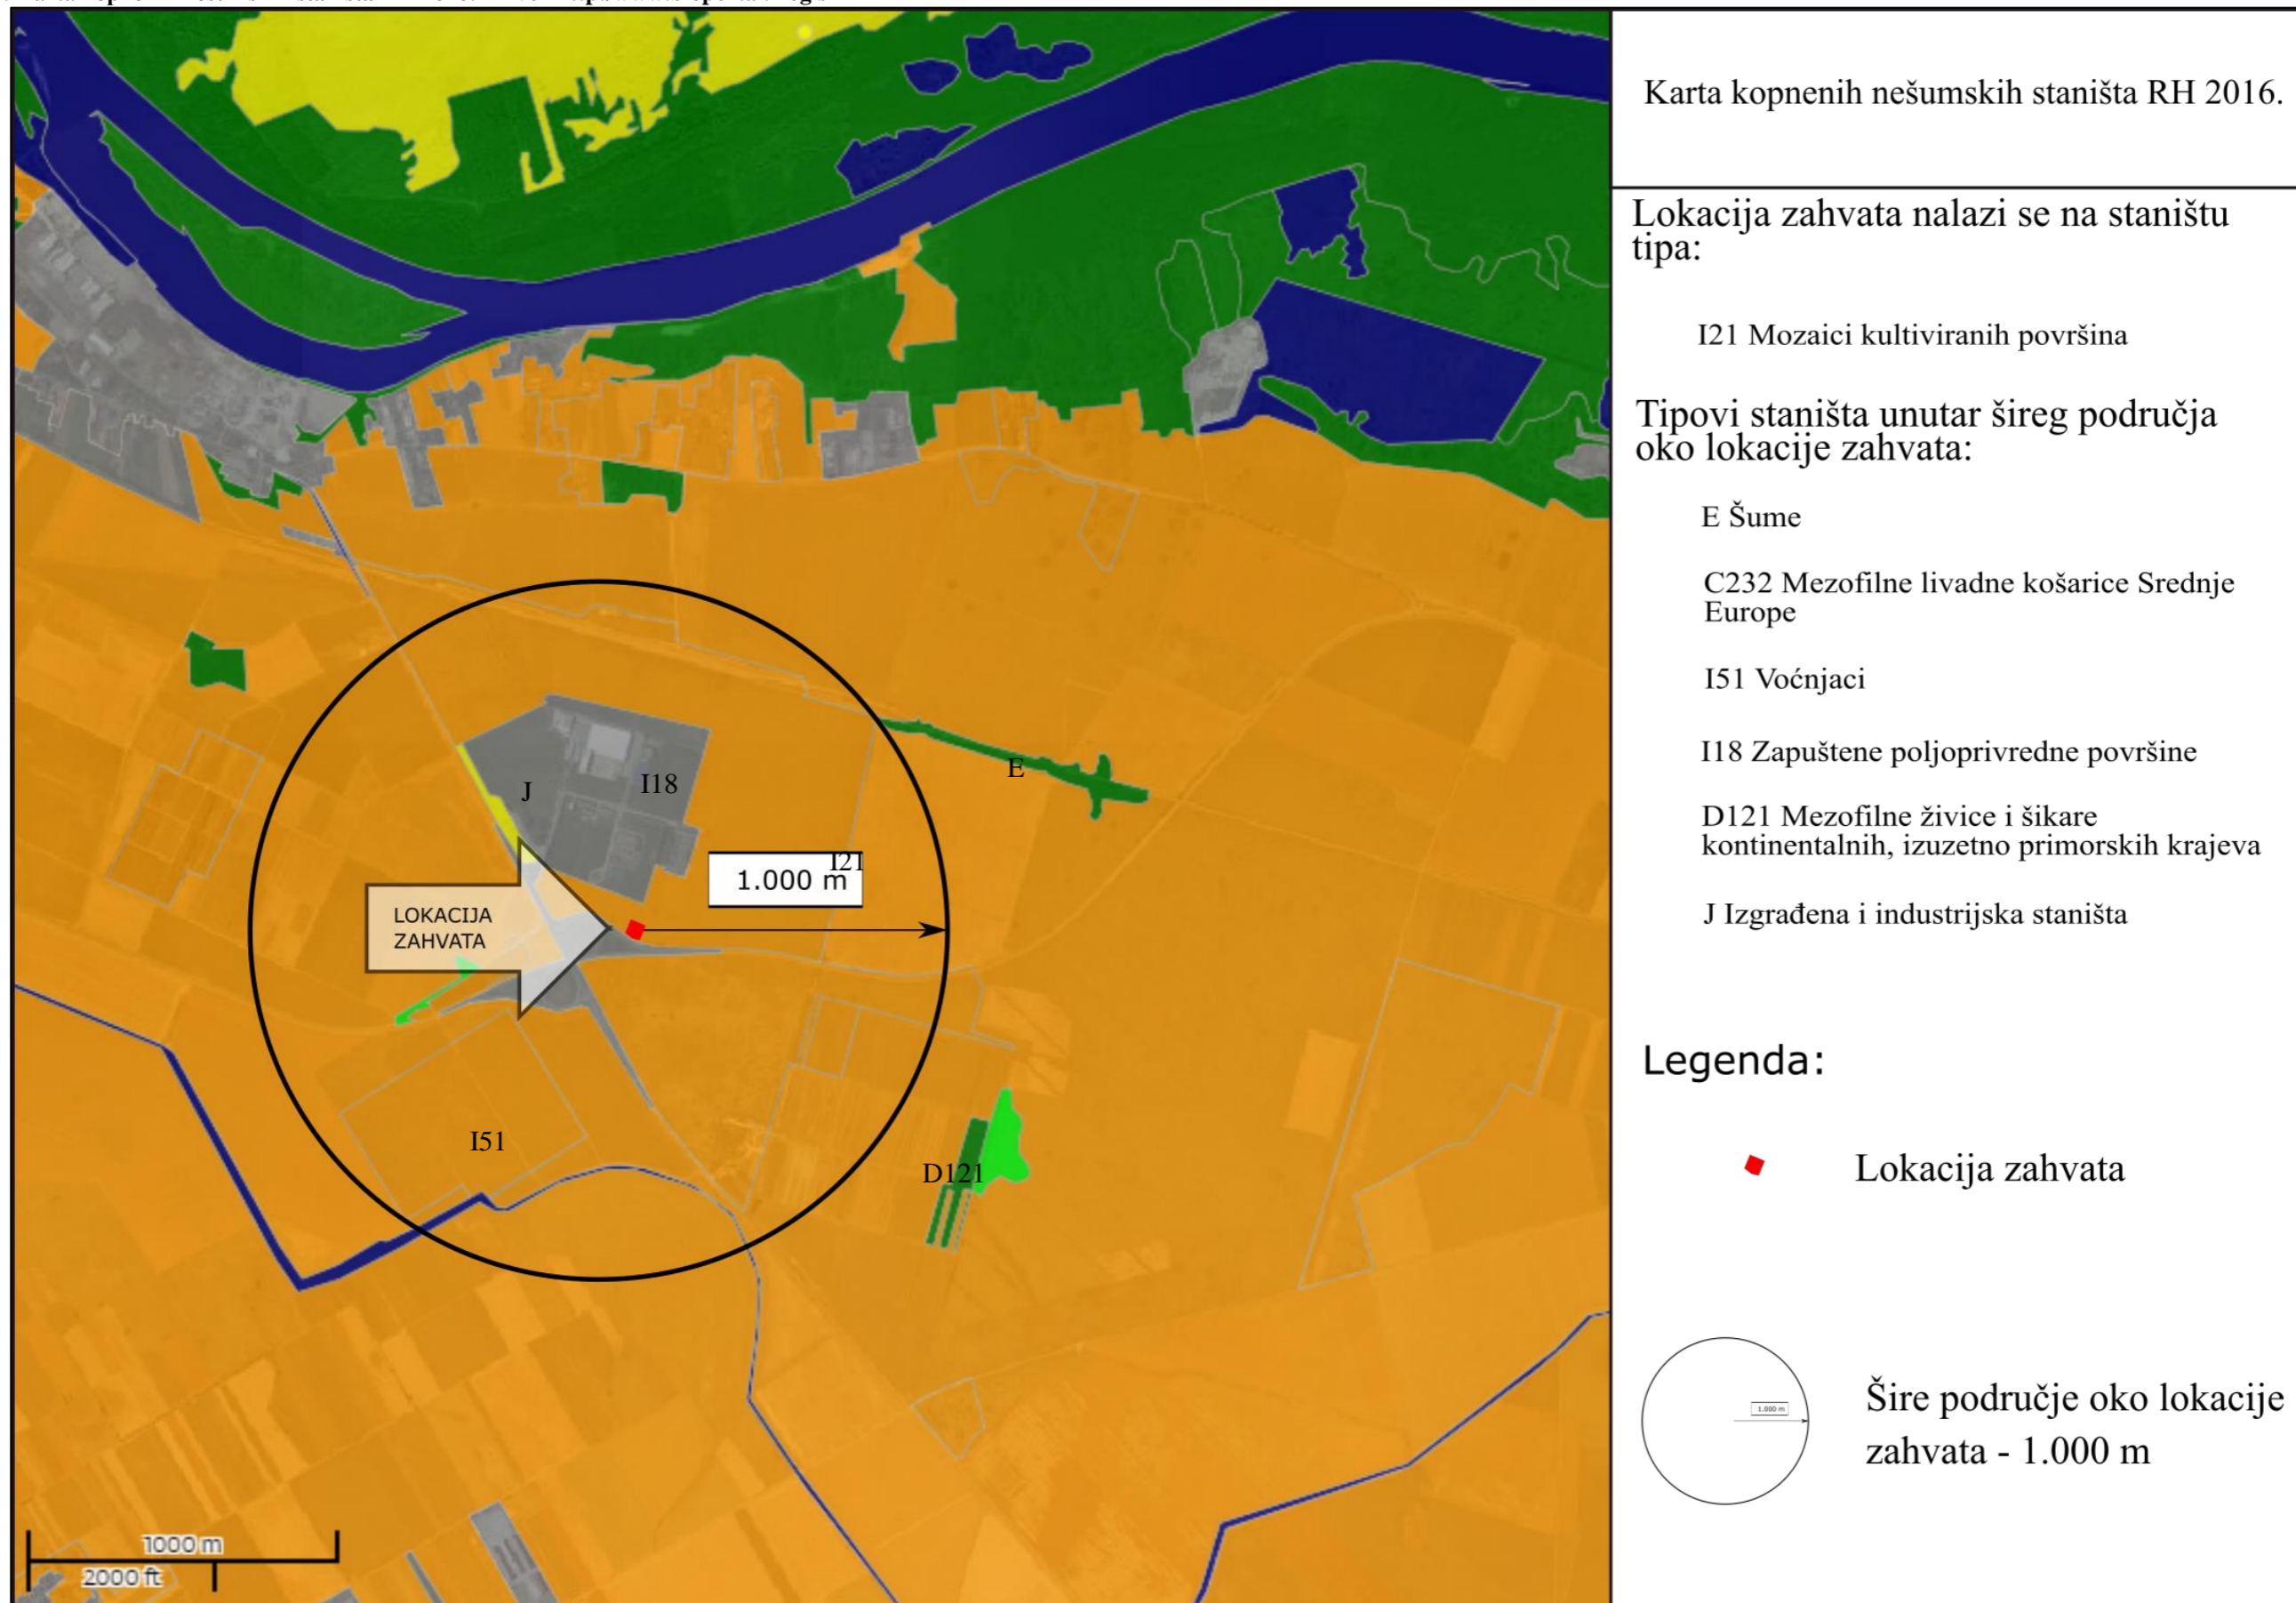 Karta kopnenih nešumskih staništa RH 2016.
Lokacija zahvata nalazi se na staništu
tipa:
I21 Mozaici kultiviranih površina
Tipovi staništa unutar šireg područja
oko lokacije zahvata:
E Šume
C232 Mezofilne livadne košarice Srednje
Europe
I51 Voćnjaci
I18 Zapuštene poljoprivredne površine
D121 Mezofilne živice i šikare
kontinentalnih, izuzetno primorskih krajeva
J Izgrađena i industrijska staništa
Legenda:
Lokacija zahvata
1.000 m
Šire područje oko lokacije
zahvata - 1.000 m
E
J
I18
I21
1.000 m
LOKACIJA
ZAHVATA
I51
D121
1000 m
2000 ft